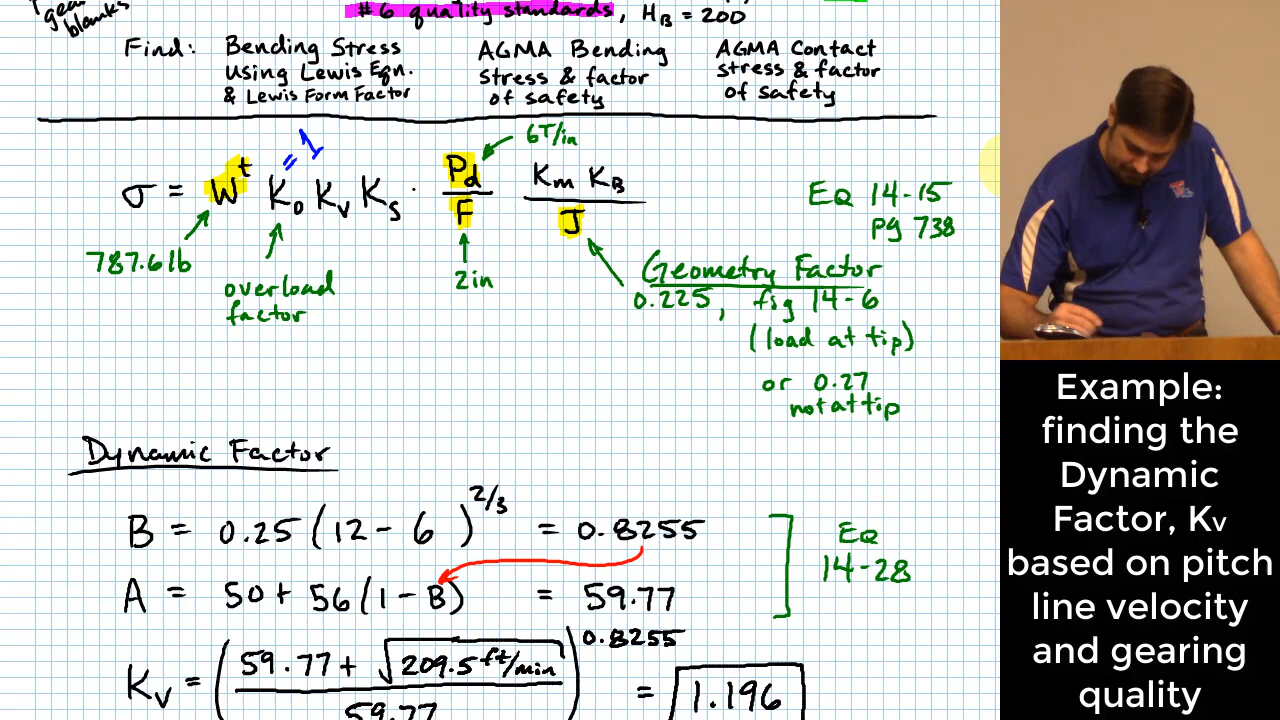 gear
blanks
#6 quality standards, H_B = 200
Find: Bending Stress using Lewis Eqn. & Lewis Form Factor
AGMA Bending stress & factor of safety
AGMA Contact stress & factor of safety
= 1
6T/in
σ = W^t K_o K_v K_s · P_d / F K_m K_B / J
EQ 14-15
pg 738
787.6 lb
overload factor
2in
Geometry Factor
0.225, fig 14-6
(load at tip)
or 0.27
not at tip
Dynamic Factor
B = 0.25 (12 - 6)^2/3 = 0.8255
A = 50 + 56 (1 - B) = 59.77
EQ
14-28
K_v = ( 59.77 + √209.5 ft/min / 59.77 )^0.8255 = 1.196
Example:
finding the
Dynamic
Factor, Kv
based on pitch
line velocity
and gearing
quality